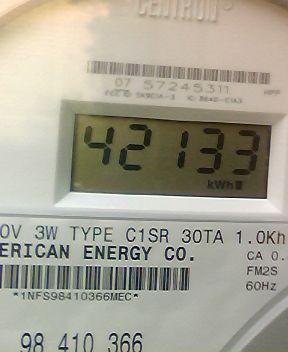 CENTRON
07 57245311
42133
kWh
0V 3W TYPE C1SR 30TA 1.0Kh
ERICAN ENERGY CO.
CA 0.
FM2S
*1NFS98410366MEC*
60Hz
98 410 366